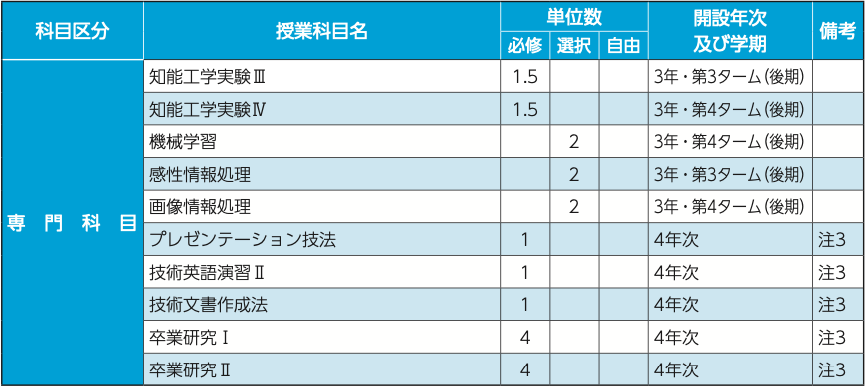 科目区分 授業科目名 単位数 開設年次及び学期 備考
必修 選択 自由
専門科目
知能工学実験Ⅲ 1.5 3年・第3ターム(後期)
知能工学実験Ⅳ 1.5 3年・第4ターム(後期)
機械学習 2 3年・第4ターム(後期)
感性情報処理 2 3年・第3ターム(後期)
画像情報処理 2 3年・第4ターム(後期)
プレゼンテーション技法 1 4年次 注3
技術英語演習Ⅱ 1 4年次 注3
技術文書作成法 1 4年次 注3
卒業研究Ⅰ 4 4年次 注3
卒業研究Ⅱ 4 4年次 注3